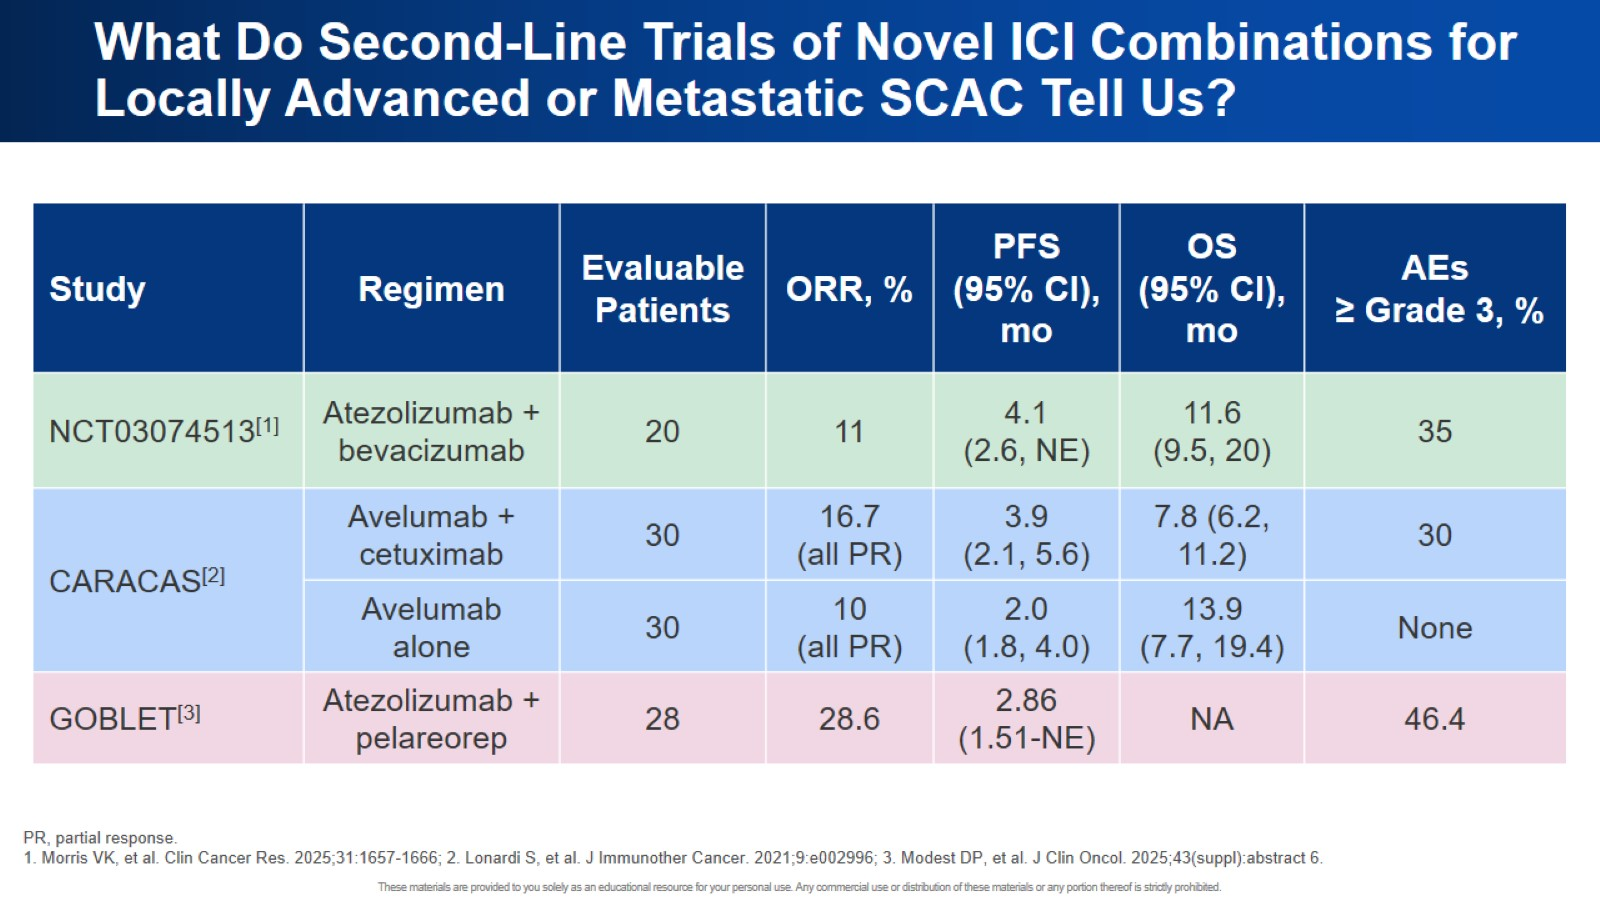 What Do Second-Line Trials of Novel ICI Combinations for
Locally Advanced or Metastatic SCAC Tell Us?
Study
Regimen
Evaluable
Patients
ORR, %
PFS
(95% CI),
mo
OS
(95% CI),
mo
AEs
≥ Grade 3, %
NCT03074513[1]
Atezolizumab +
bevacizumab
20
11
4.1
(2.6, NE)
11.6
(9.5, 20)
35
CARACAS[2]
Avelumab +
cetuximab
30
16.7
(all PR)
3.9
(2.1, 5.6)
7.8 (6.2,
11.2)
30
Avelumab
alone
30
10
(all PR)
2.0
(1.8, 4.0)
13.9
(7.7, 19.4)
None
GOBLET[3]
Atezolizumab +
pelareorep
28
28.6
2.86
(1.51-NE)
NA
46.4
PR, partial response.
1. Morris VK, et al. Clin Cancer Res. 2025;31:1657-1666; 2. Lonardi S, et al. J Immunother Cancer. 2021;9:e002996; 3. Modest DP, et al. J Clin Oncol. 2025;43(suppl):abstract 6.
These materials are provided to you solely as an educational resource for your personal use. Any commercial use or distribution of these materials or any portion thereof is strictly prohibited.